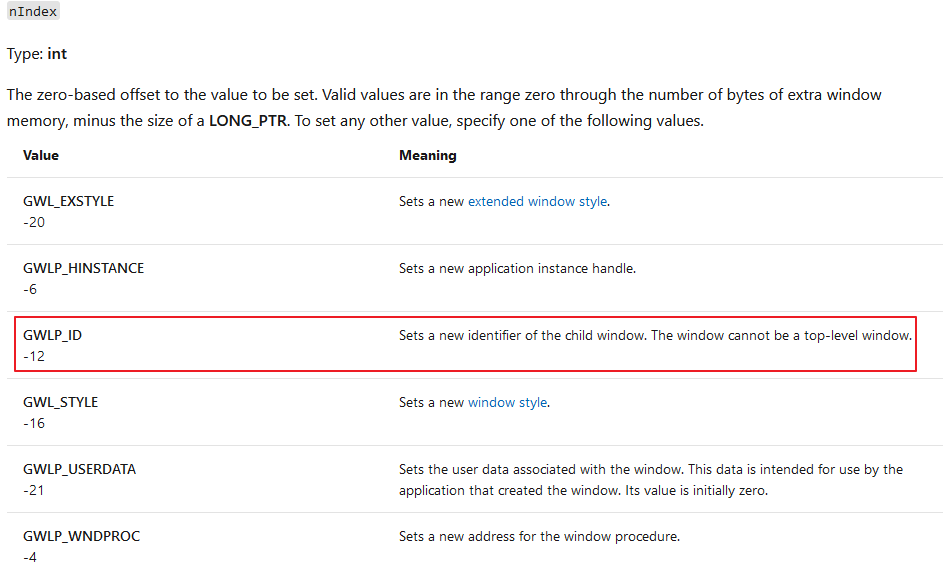 nIndex
Type: int
The zero-based offset to the value to be set. Valid values are in the range zero through the number of bytes of extra window
memory, minus the size of a LONG_PTR. To set any other value, specify one of the following values.
Value Meaning
GWL_EXSTYLE Sets a new extended window style.
-20
GWLP_HINSTANCE Sets a new application instance handle.
-6
GWLP_ID Sets a new identifier of the child window. The window cannot be a top-level window.
-12
GWL_STYLE Sets a new window style.
-16
GWLP_USERDATA Sets the user data associated with the window. This data is intended for use by the
-21 application that created the window. Its value is initially zero.
GWLP_WNDPROC Sets a new address for the window procedure.
-4